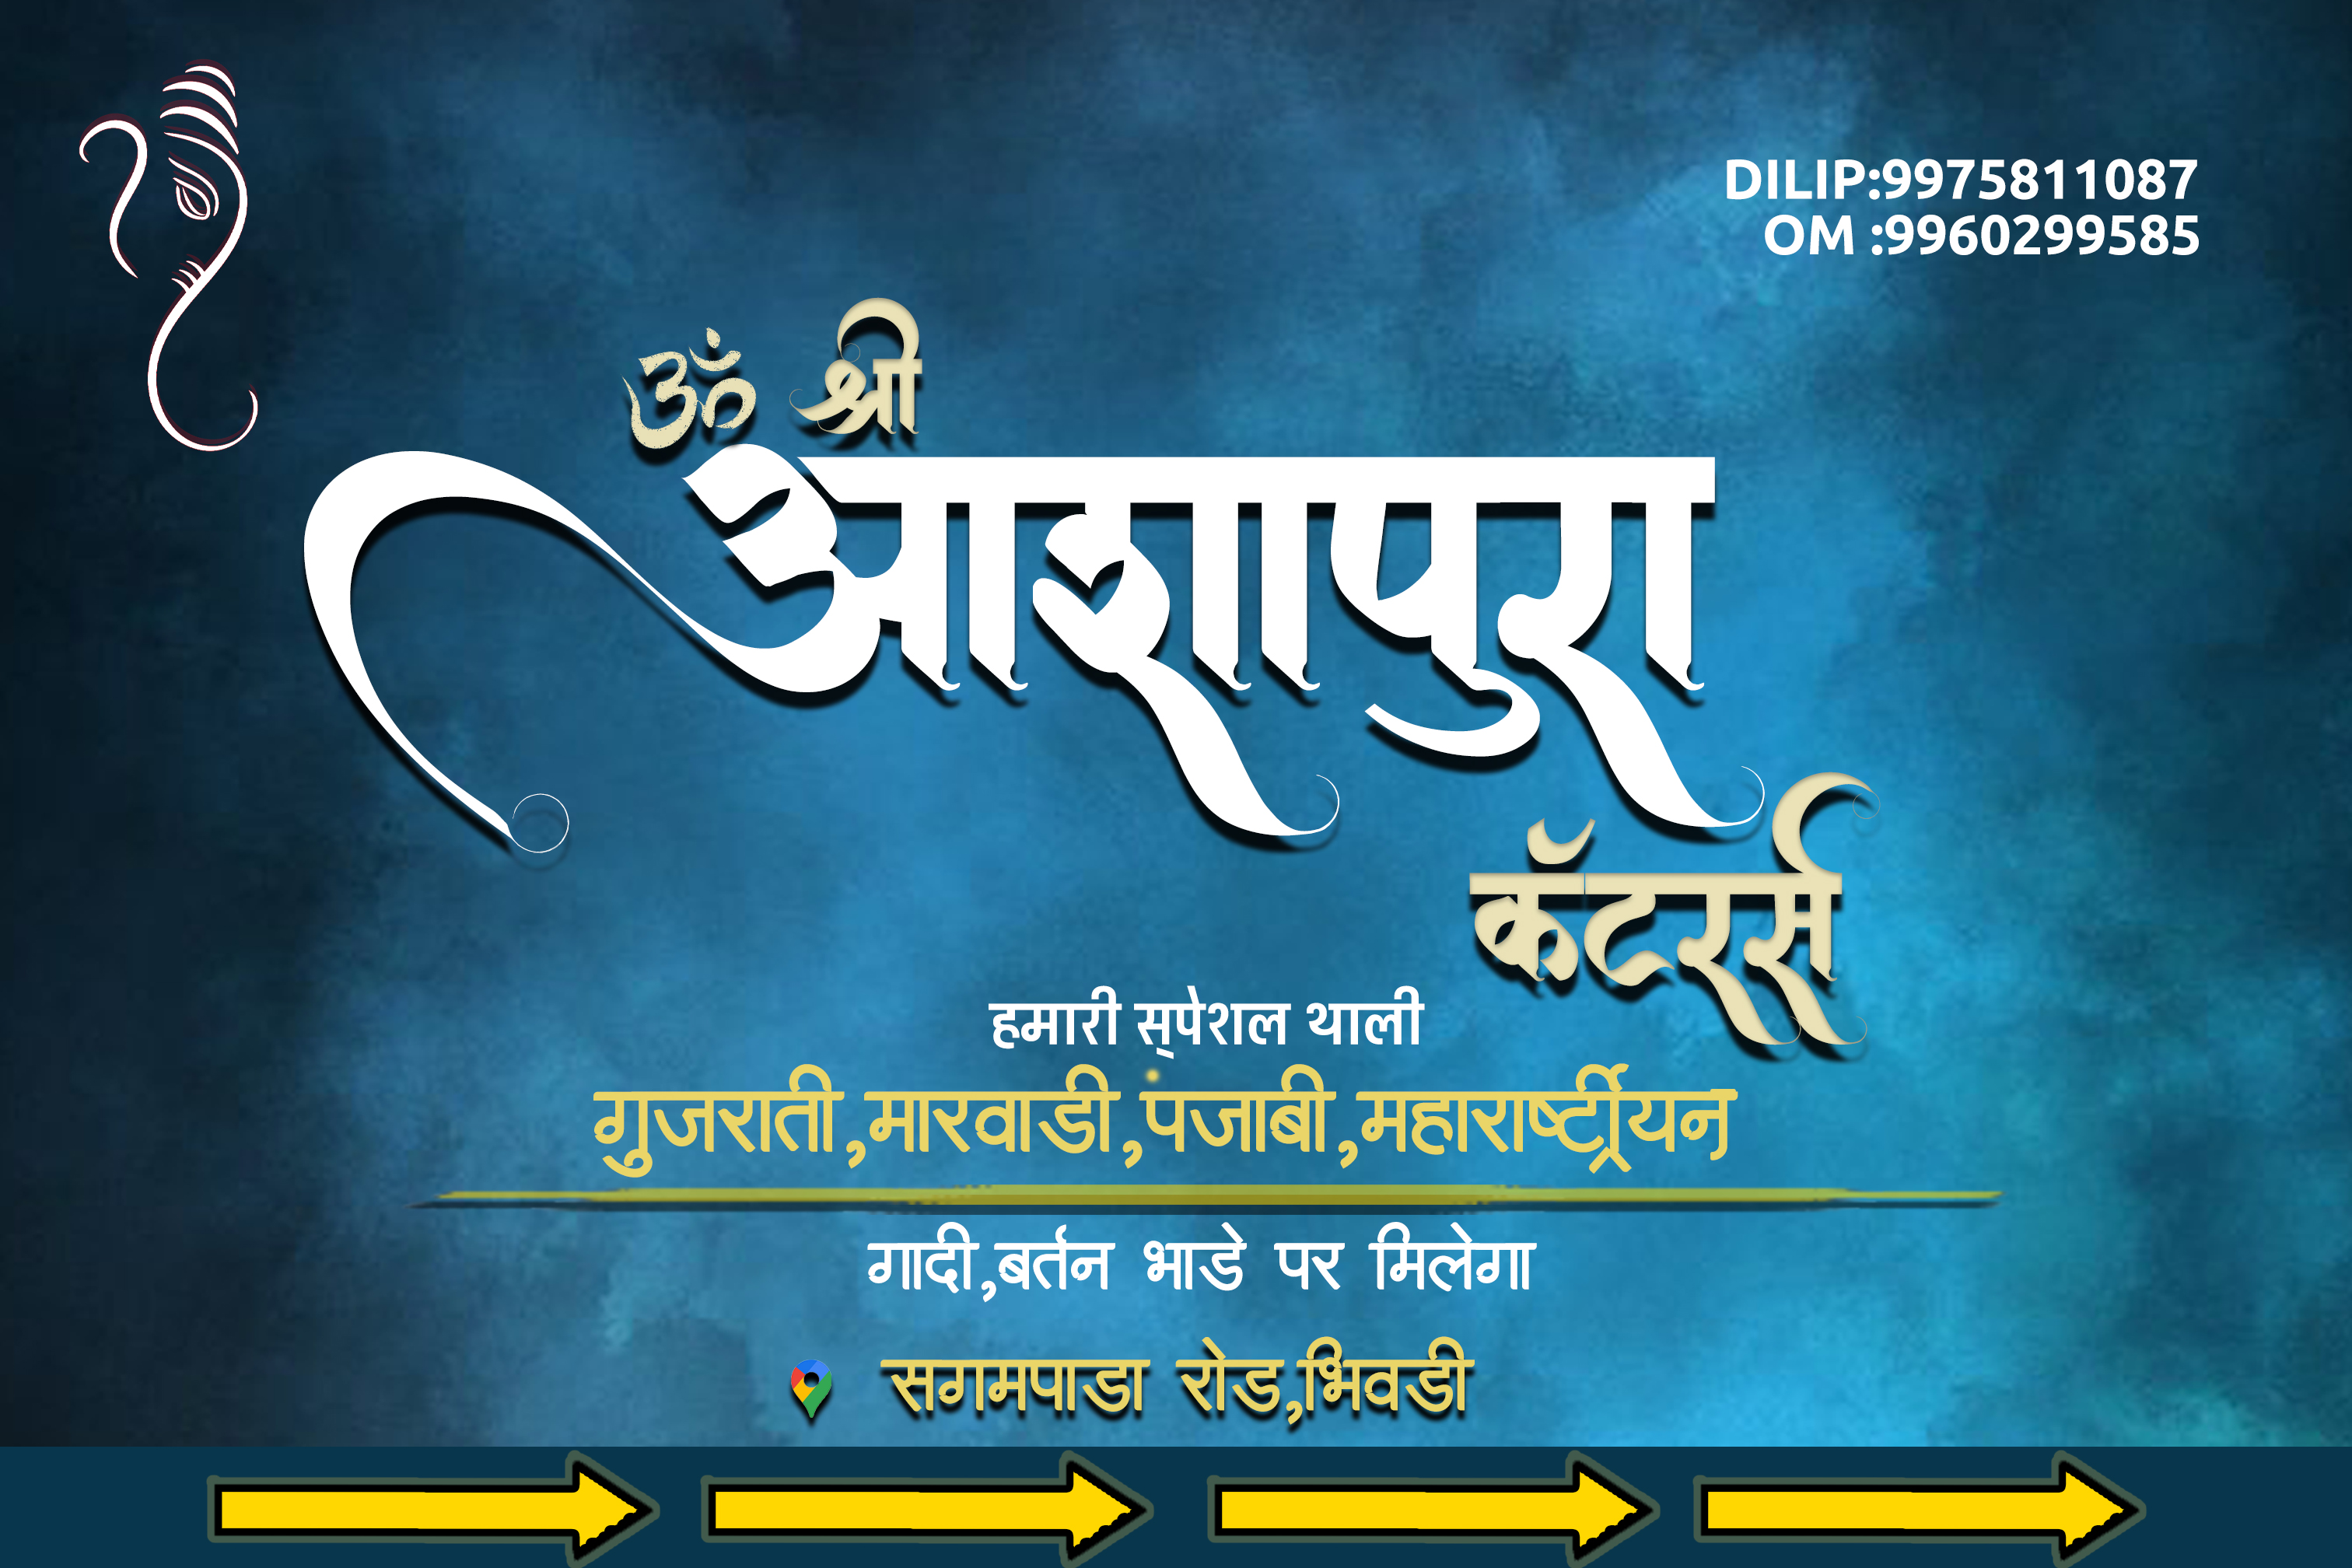 DILIP:9975811087
OM :9960299585
ॐ श्री
आशापुरा
कॅटरर्स
हमारी स्पेशल थाली
गुजराती,मारवाडी,पंजाबी,महाराष्ट्रीयन
गादी,बर्तन भाडे पर मिलेगा
सगमपाडा रोड,भिवडी